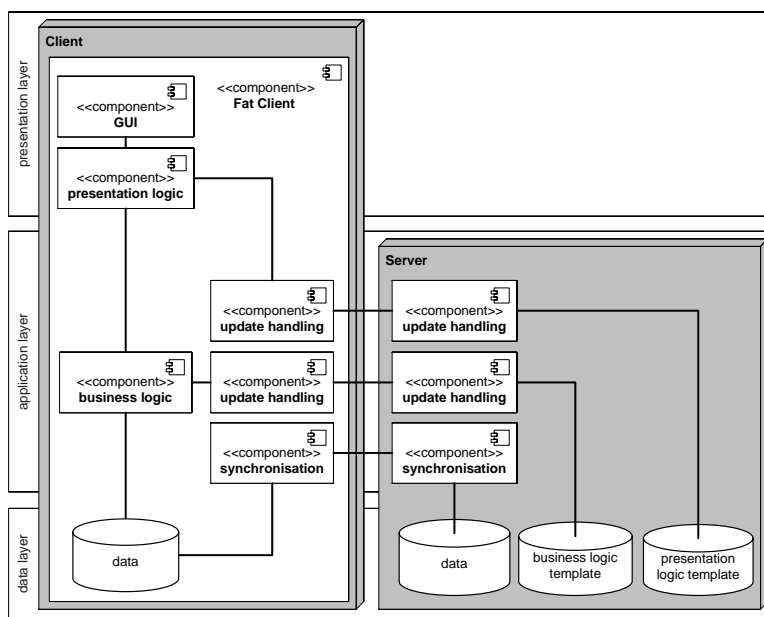 presentation layer
Client
<<component>>
Fat Client
<<component>>
GUI
<<component>>
presentation logic
application layer
Server
<<component>>
update handling
<<component>>
update handling
<<component>>
business logic
<<component>>
update handling
<<component>>
update handling
<<component>>
synchronisation
<<component>>
synchronisation
data layer
data
data
business logic
template
presentation
logic template